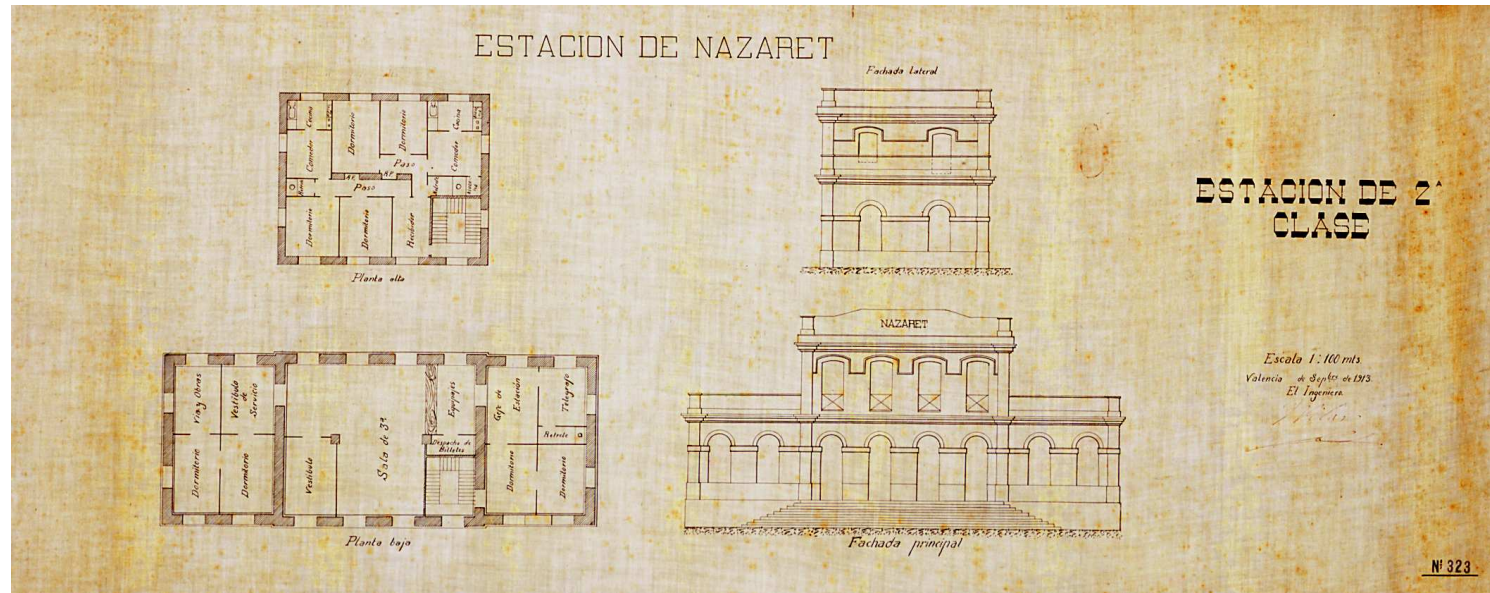 ESTACION DE NAZARET
Fachada lateral
Cocina
Dormitorio
Dormitorio
Cocina
Comedor
Comedor
Paso
Paso
Dormitorio
Dormitorio
Recibidor
Planta alta
NAZARET
Fachada principal
Via y Obras
Vestíbulo
de
Servicio
Equipajes
Gefe de
Estación
Telegrafo
Retrete
Despacho de
Billetes
Sala de 3ª
Vestíbulo
Dormitorio
Dormitorio
Dormitorio
Dormitorio
Planta baja
ESTACION DE 2ª
CLASE
Escala 1:100 mts.
Valencia de Sepbre de 1913.
El Ingeniero
Nº 323